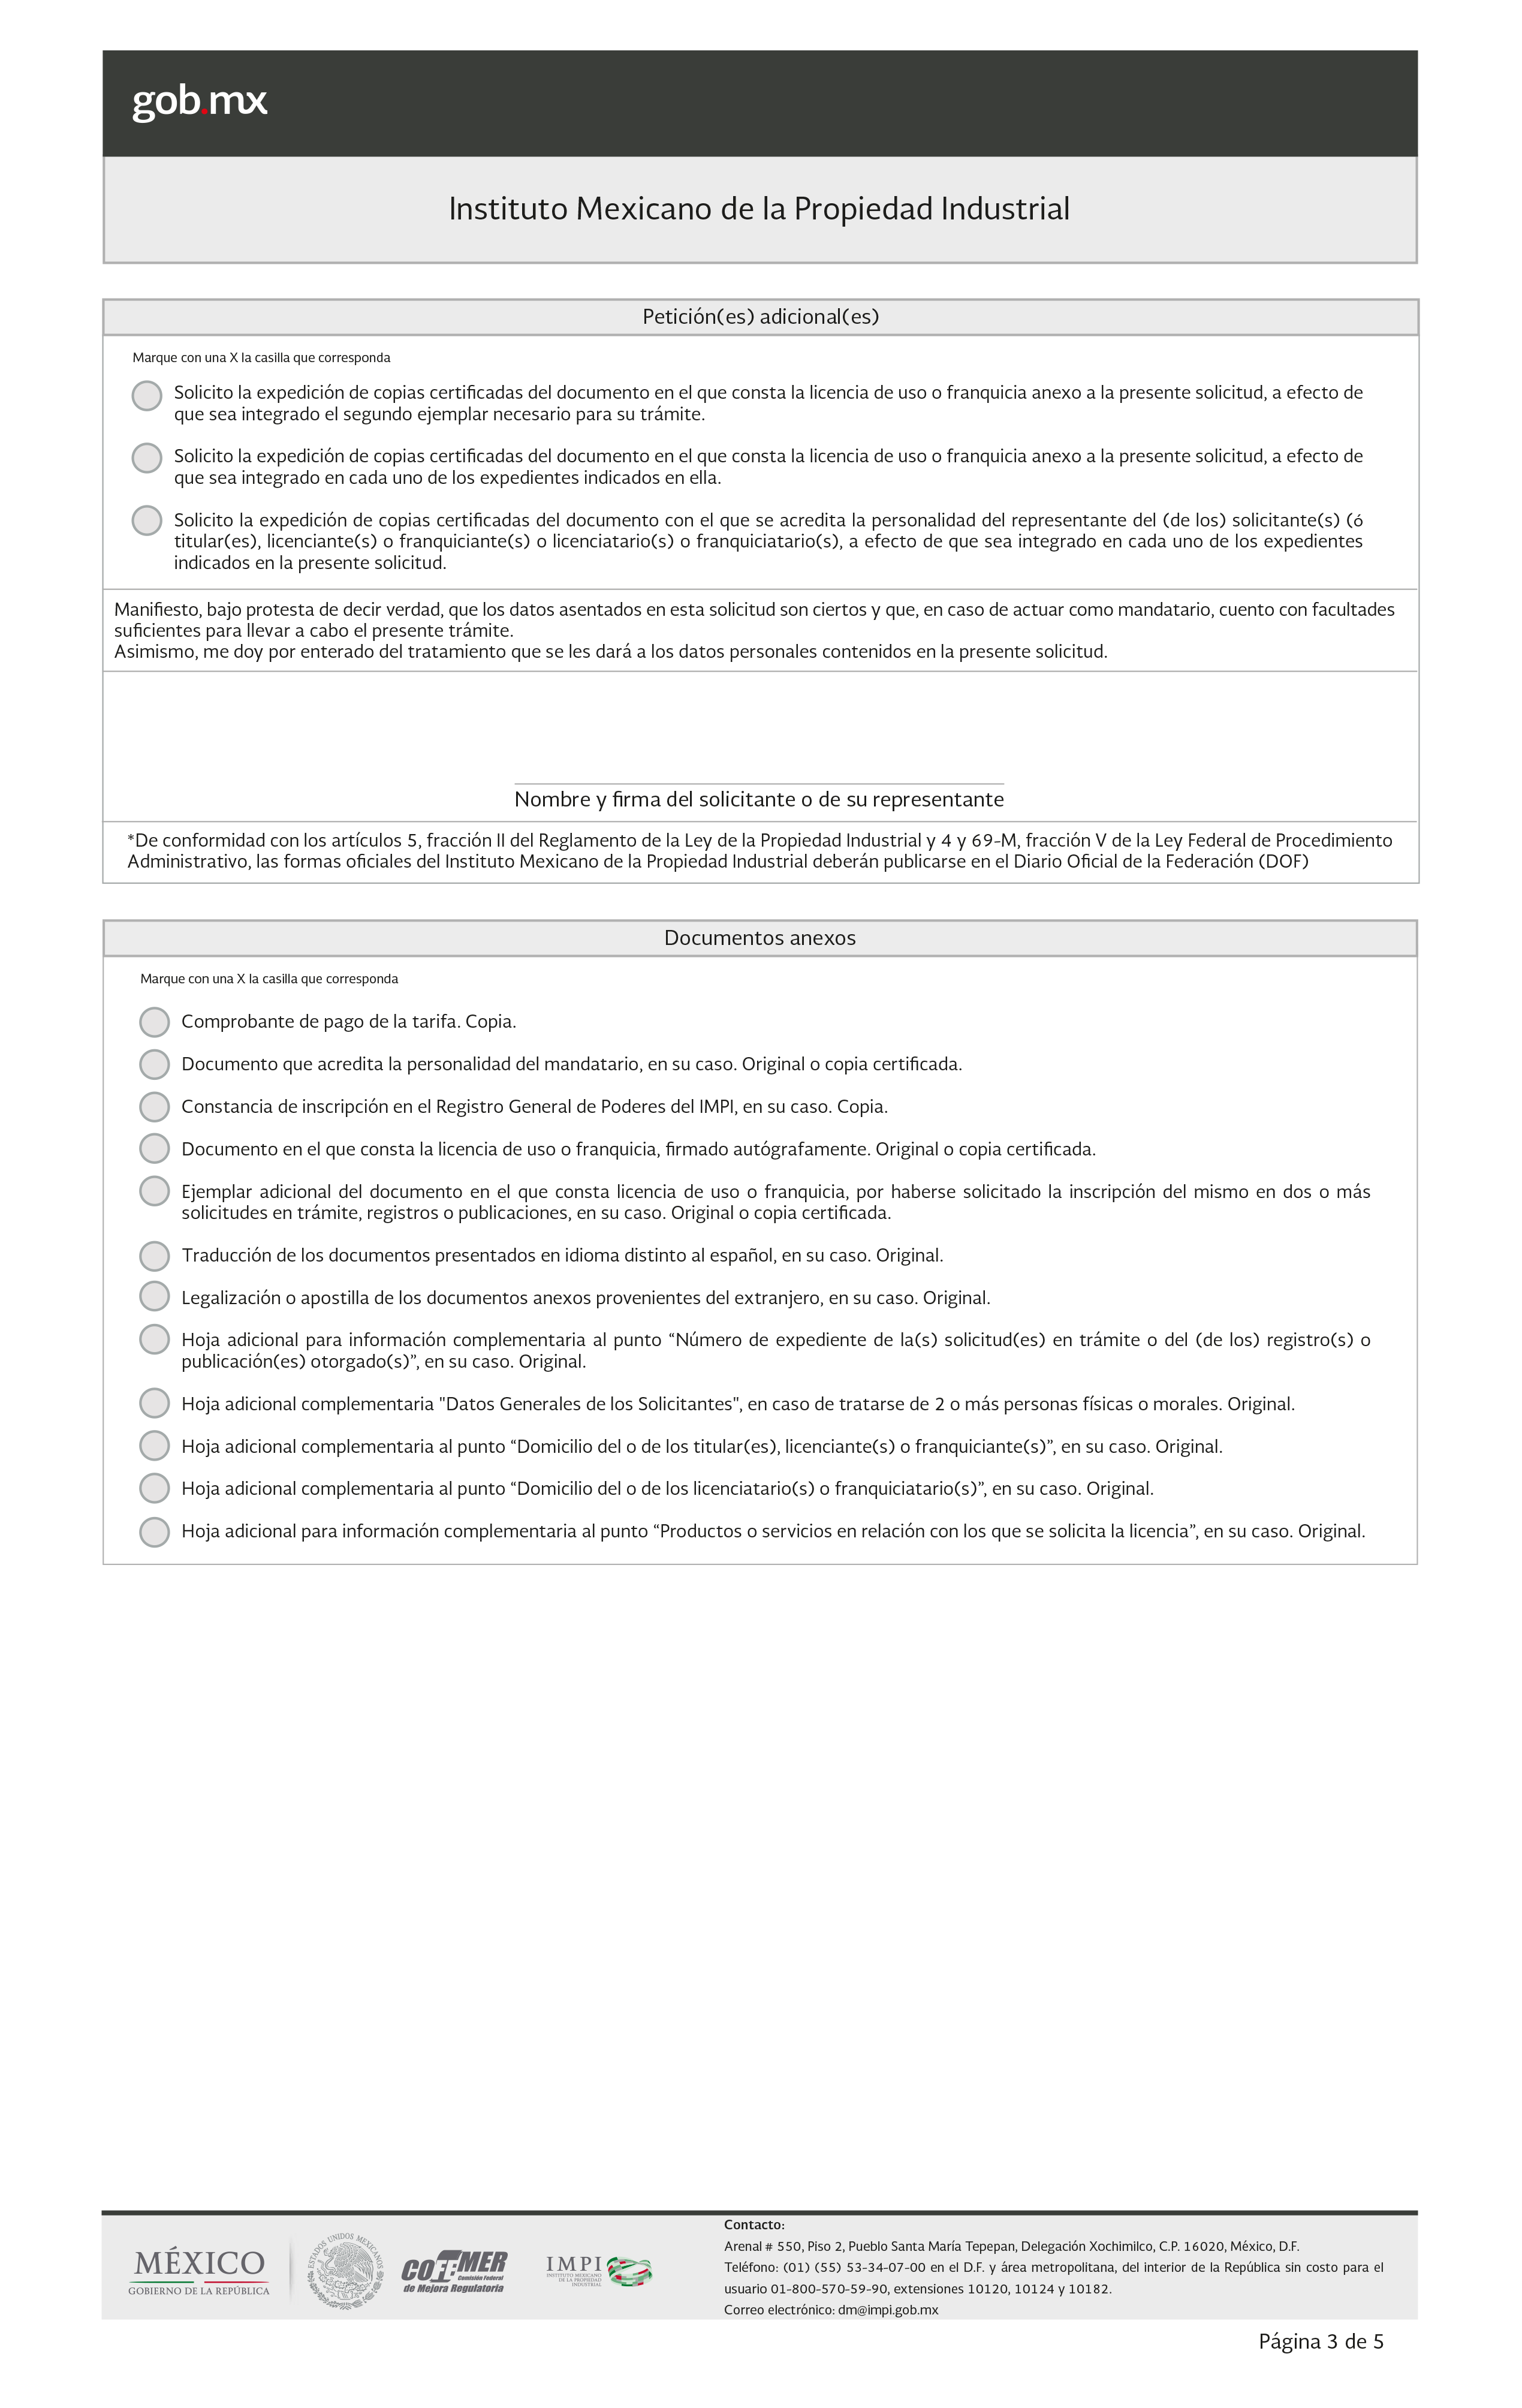 gob.mx
Instituto Mexicano de la Propiedad Industrial
Petición(es) adicional(es)
Marque con una X la casilla que corresponda
Solicito la expedición de copias certificadas del documento en el que consta la licencia de uso o franquicia anexo a la presente solicitud, a efecto de
que sea integrado el segundo ejemplar necesario para su trámite.
Solicito la expedición de copias certificadas del documento en el que consta la licencia de uso o franquicia anexo a la presente solicitud, a efecto de
que sea integrado en cada uno de los expedientes indicados en ella.
Solicito la expedición de copias certificadas del documento con el que se acredita la personalidad del representante del (de los) solicitante(s) (ó
titular(es), licenciante(s) o franquiciante(s) o licenciatario(s) o franquiciatario(s), a efecto de que sea integrado en cada uno de los expedientes
indicados en la presente solicitud.
Manifiesto, bajo protesta de decir verdad, que los datos asentados en esta solicitud son ciertos y que, en caso de actuar como mandatario, cuento con facultades
suficientes para llevar a cabo el presente trámite.
Asimismo, me doy por enterado del tratamiento que se les dará a los datos personales contenidos en la presente solicitud.
Nombre y firma del solicitante o de su representante
*De conformidad con los artículos 5, fracción II del Reglamento de la Ley de la Propiedad Industrial y 4 y 69-M, fracción V de la Ley Federal de Procedimiento
Administrativo, las formas oficiales del Instituto Mexicano de la Propiedad Industrial deberán publicarse en el Diario Oficial de la Federación (DOF)
Documentos anexos
Marque con una X la casilla que corresponda
Comprobante de pago de la tarifa. Copia.
Documento que acredita la personalidad del mandatario, en su caso. Original o copia certificada.
Constancia de inscripción en el Registro General de Poderes del IMPI, en su caso. Copia.
Documento en el que consta la licencia de uso o franquicia, firmado autógrafamente. Original o copia certificada.
Ejemplar adicional del documento en el que consta licencia de uso o franquicia, por haberse solicitado la inscripción del mismo en dos o más
solicitudes en trámite, registros o publicaciones, en su caso. Original o copia certificada.
Traducción de los documentos presentados en idioma distinto al español, en su caso. Original.
Legalización o apostilla de los documentos anexos provenientes del extranjero, en su caso. Original.
Hoja adicional para información complementaria al punto “Número de expediente de la(s) solicitud(es) en trámite o del (de los) registro(s) o
publicación(es) otorgado(s)”, en su caso. Original.
Hoja adicional complementaria "Datos Generales de los Solicitantes", en caso de tratarse de 2 o más personas físicas o morales. Original.
Hoja adicional complementaria al punto “Domicilio del o de los titular(es), licenciante(s) o franquiciante(s)”, en su caso. Original.
Hoja adicional complementaria al punto “Domicilio del o de los licenciatario(s) o franquiciatario(s)”, en su caso. Original.
Hoja adicional para información complementaria al punto “Productos o servicios en relación con los que se solicita la licencia”, en su caso. Original.
MÉXICO
GOBIERNO DE LA REPÚBLICA
ESTADOS UNIDOS MEXICANOS
COFEMER
Comisión Federal
de Mejora Regulatoria
IMPI
INSTITUTO MEXICANO
DE LA PROPIEDAD
INDUSTRIAL
Contacto:
Arenal # 550, Piso 2, Pueblo Santa María Tepepan, Delegación Xochimilco, C.P. 16020, México, D.F.
Teléfono: (01) (55) 53-34-07-00 en el D.F. y área metropolitana, del interior de la República sin costo para el
usuario 01-800-570-59-90, extensiones 10120, 10124 y 10182.
Correo electrónico: dm@impi.gob.mx
Página 3 de 5